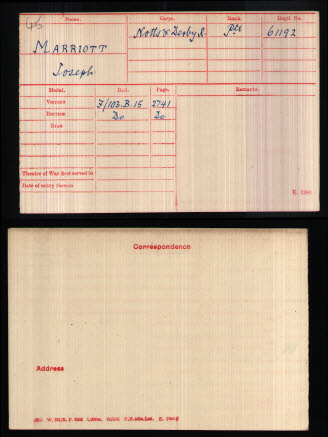 Name. Corps. Rank. Regtl. No.
MARRIOTT Notts & Derby R. Pte 61192
Joseph
Medal. Roll. Page. Remarks.
Victory F/103.B.15 2741
British Do Do
Star
Theatre of War first served in
Date of entry therein
K. 1380
Correspondence
Address